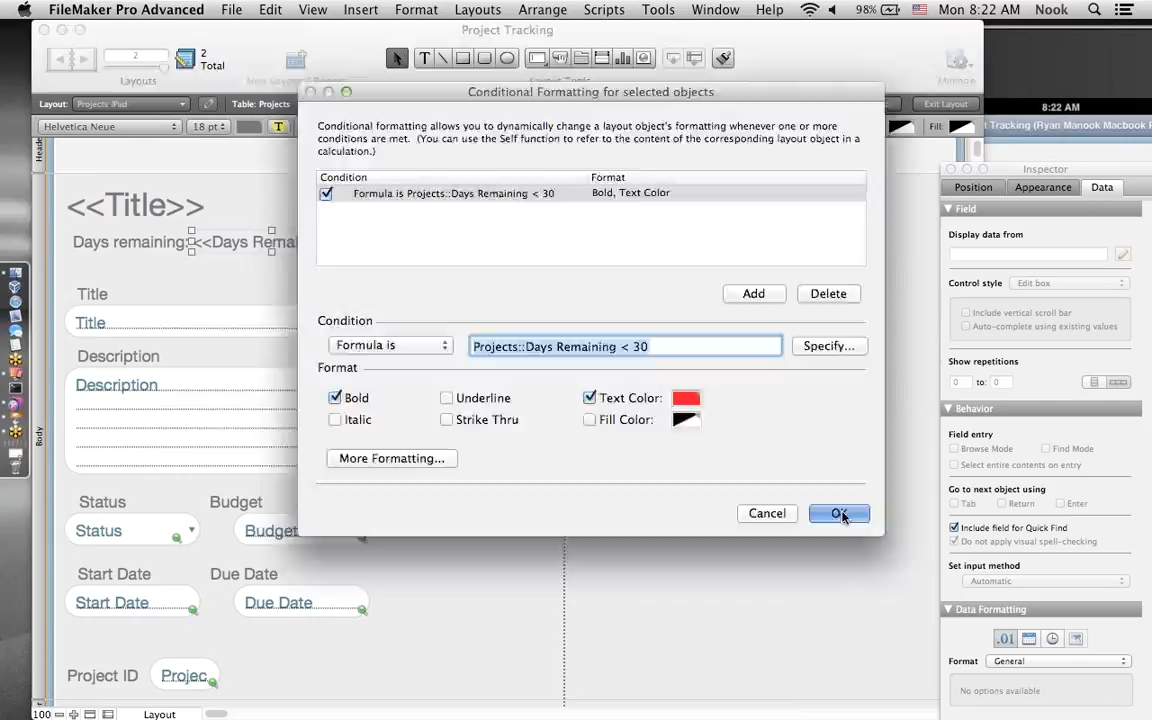 FileMaker Pro Advanced File Edit View Insert Format Layouts Arrange Scripts Tools Window Help 98% Mon 8:22 AM Nook
Project Tracking
2
2
Total
Layouts
Layout: Projects iPad Table: Projects Exit Layout
8:22 AM
Helvetica Neue 18 pt T Fill:
t Tracking (Ryan Manook Macbook P
Conditional Formatting for selected objects
Conditional formatting allows you to dynamically change a layout object's formatting whenever one or more
conditions are met. (You can use the Self function to refer to the content of the corresponding layout object in a
calculation.)
Condition Format
Formula is Projects::Days Remaining < 30 Bold, Text Color
Add Delete
Condition
Formula is Projects::Days Remaining < 30 Specify...
Format
Bold Underline Text Color:
Italic Strike Thru Fill Color:
More Formatting...
Cancel OK
Header
<<Title>>
Days remaining: <<Days Remai
Title
Title
Description
Description
Body
Status Budget
Status Budget
Start Date Due Date
Start Date Due Date
Project ID Projec
100 Layout
Inspector
Position Appearance Data
Field
Display data from
Control style Edit box
Include vertical scroll bar
Auto-complete using existing values
Show repetitions
0 to: 0
Behavior
Field entry
Browse Mode Find Mode
Select entire contents on entry
Go to next object using
Tab Return Enter
Include field for Quick Find
Do not apply visual spell-checking
Set input method
Automatic
Data Formatting
.01
Format General
No options available